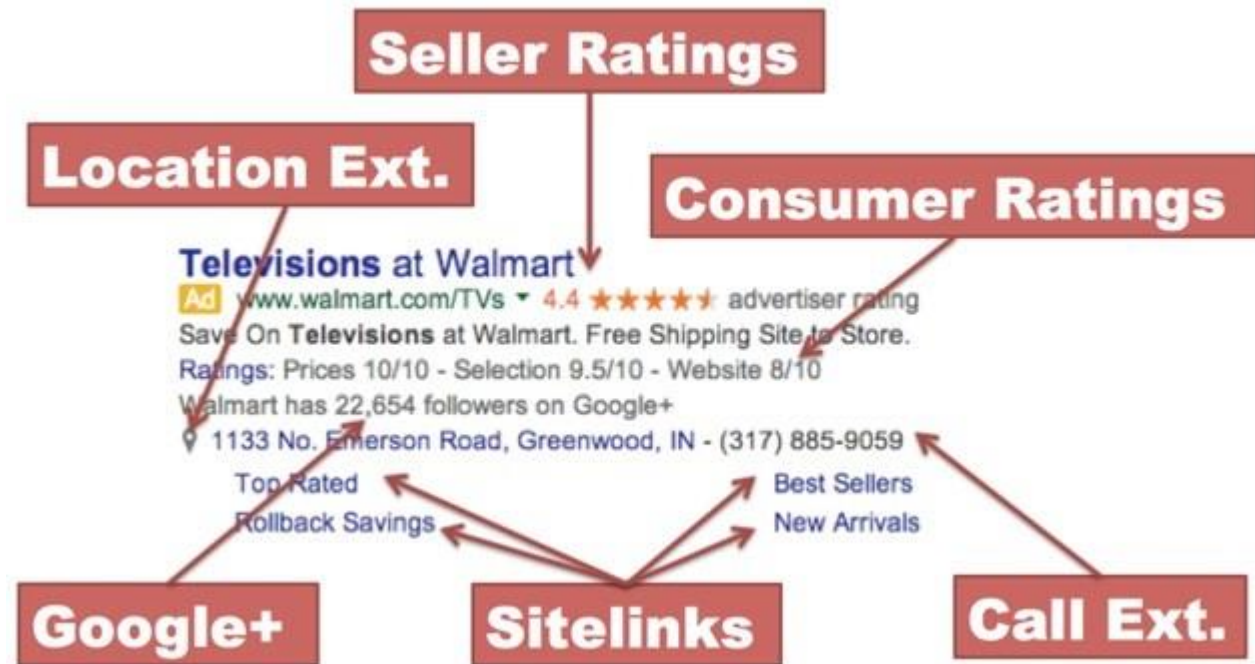 Seller Ratings
Location Ext.
Consumer Ratings
Televisions at Walmart
Ad www.walmart.com/TVs 4.4 advertiser rating
Save On Televisions at Walmart. Free Shipping Site to Store.
Ratings: Prices 10/10 - Selection 9.5/10 - Website 8/10
Walmart has 22,654 followers on Google+
1133 No. Emerson Road, Greenwood, IN - (317) 885-9059
Top Rated Best Sellers
Rollback Savings New Arrivals
Google+ Sitelinks Call Ext.